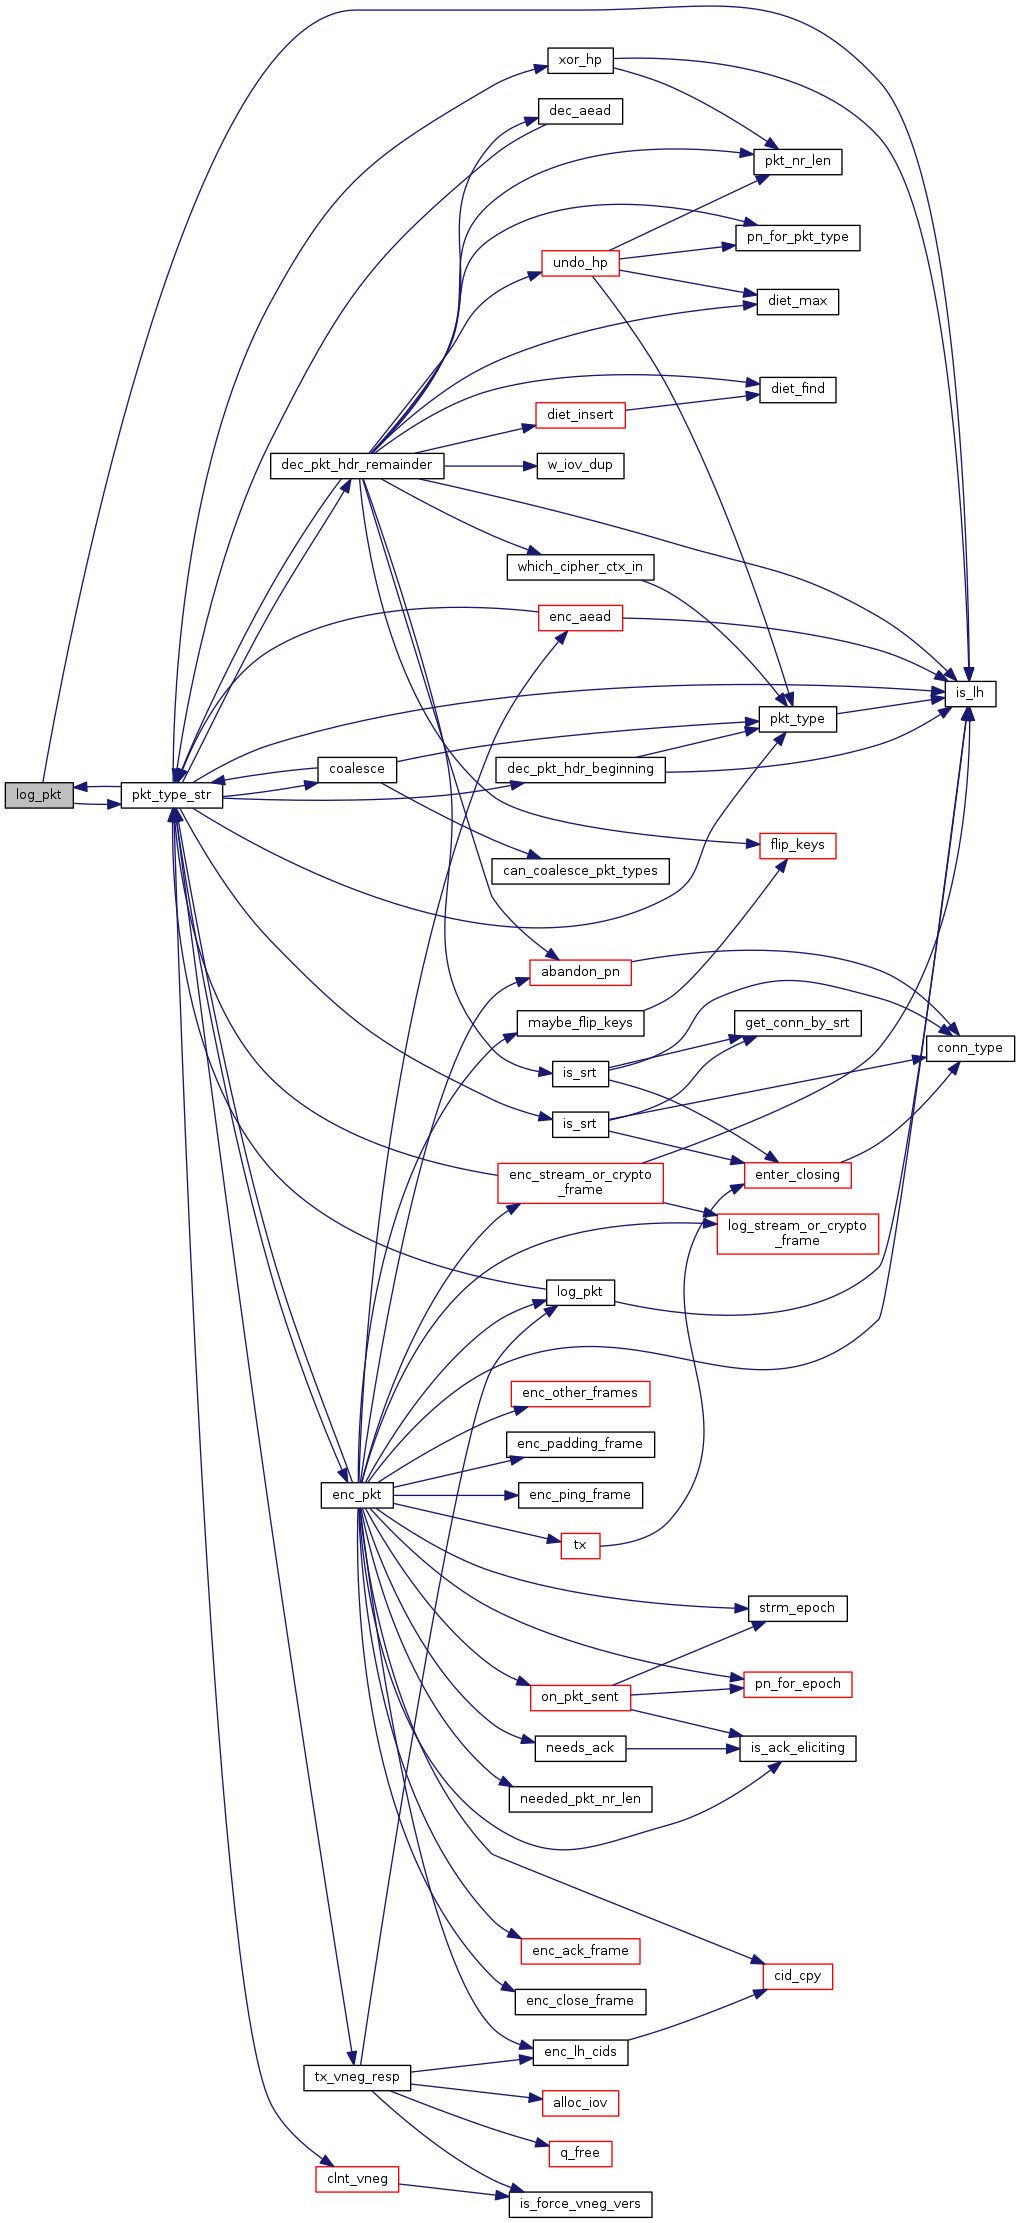 xor_hp
dec_aead
pkt_nr_len
pn_for_pkt_type
undo_hp
diet_max
diet_find
diet_insert
dec_pkt_hdr_remainder
w_iov_dup
which_cipher_ctx_in
enc_aead
is_lh
pkt_type
coalesce
dec_pkt_hdr_beginning
log_pkt
pkt_type_str
flip_keys
can_coalesce_pkt_types
abandon_pn
maybe_flip_keys
get_conn_by_srt
conn_type
is_srt
is_srt
enter_closing
enc_stream_or_crypto
_frame
log_stream_or_crypto
_frame
log_pkt
enc_other_frames
enc_padding_frame
enc_pkt
enc_ping_frame
tx
strm_epoch
pn_for_epoch
on_pkt_sent
needs_ack
is_ack_eliciting
needed_pkt_nr_len
enc_ack_frame
cid_cpy
enc_close_frame
enc_lh_cids
tx_vneg_resp
alloc_iov
q_free
clnt_vneg
is_force_vneg_vers